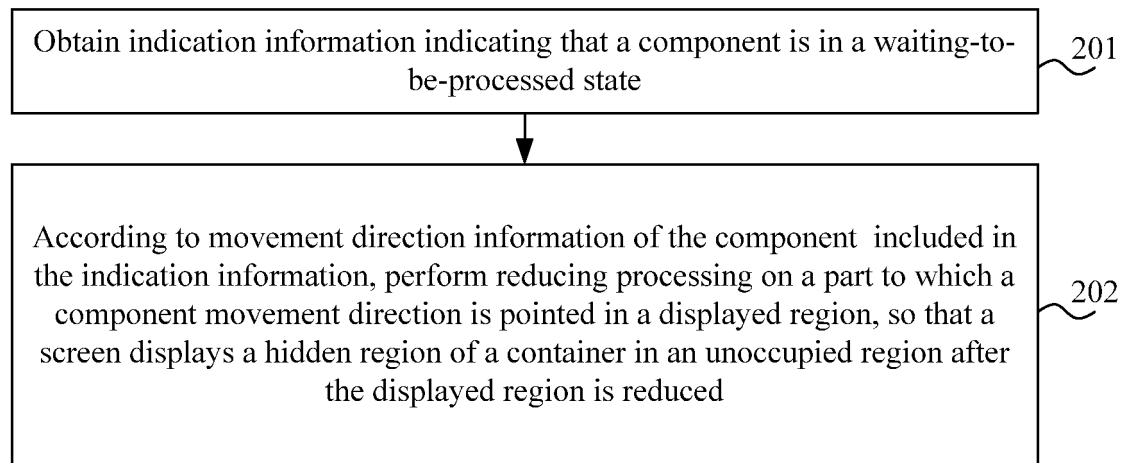 Obtain indication information indicating that a component is in a waiting-to-
be-processed state
201
According to movement direction information of the component included in
the indication information, perform reducing processing on a part to which a
component movement direction is pointed in a displayed region, so that a
screen displays a hidden region of a container in an unoccupied region after
the displayed region is reduced
202